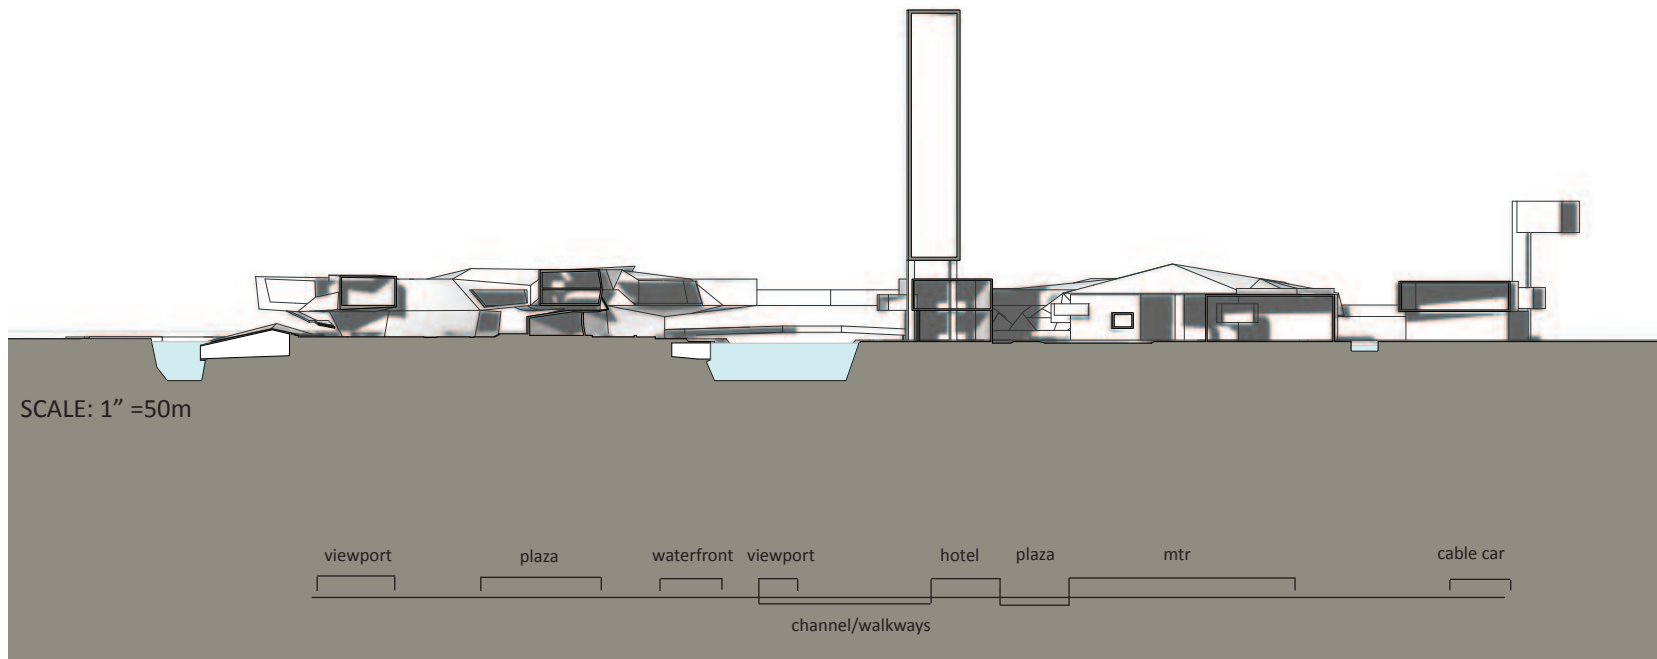 SCALE: 1” =50m
viewport plaza waterfront viewport hotel plaza mtr cable car
channel/walkways